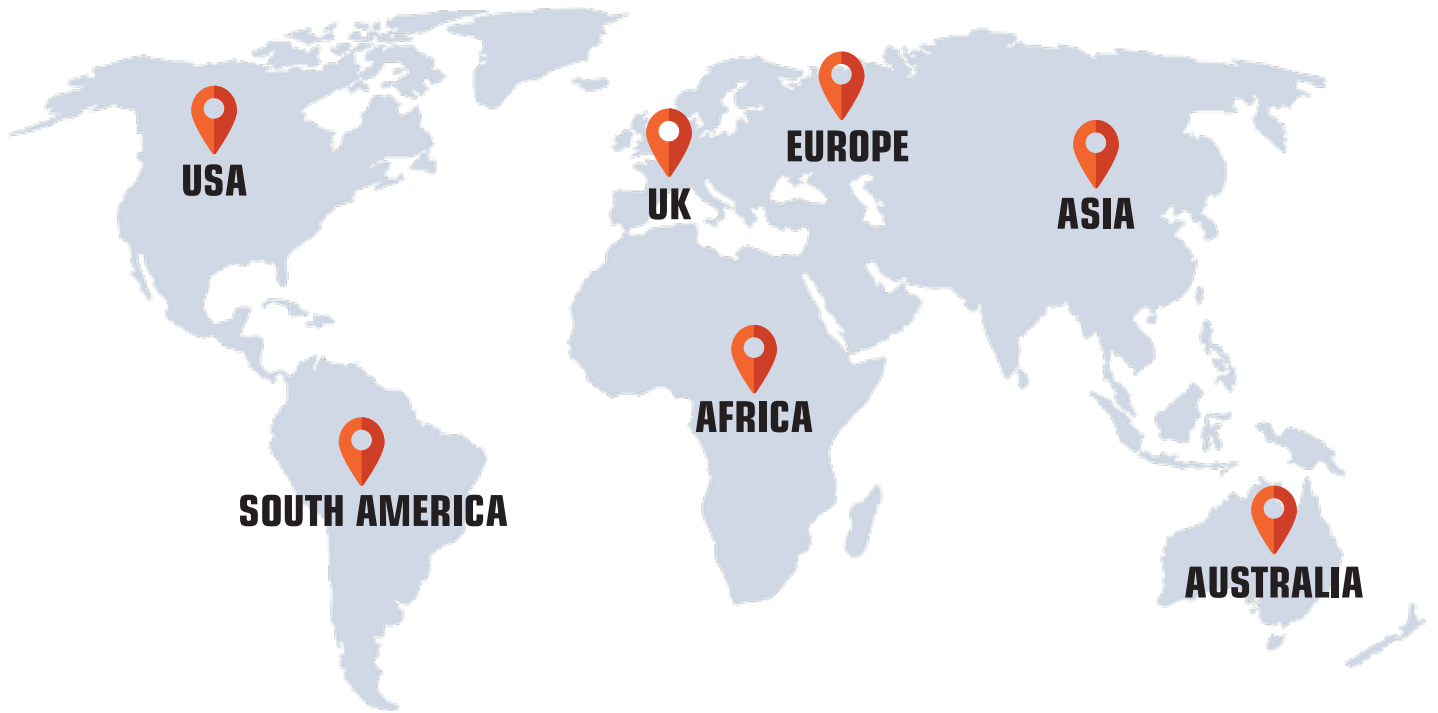 EUROPE
USA
UK
ASIA
AFRICA
SOUTH AMERICA
AUSTRALIA